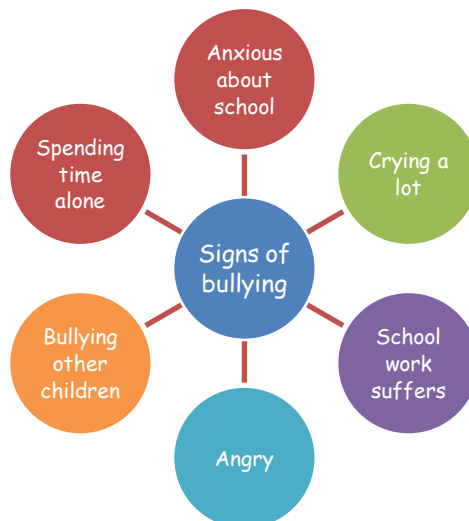 Anxious
about
school
Spending
time
alone
Crying a
lot
Signs of
bullying
Bullying
other
children
School
work
suffers
Angry